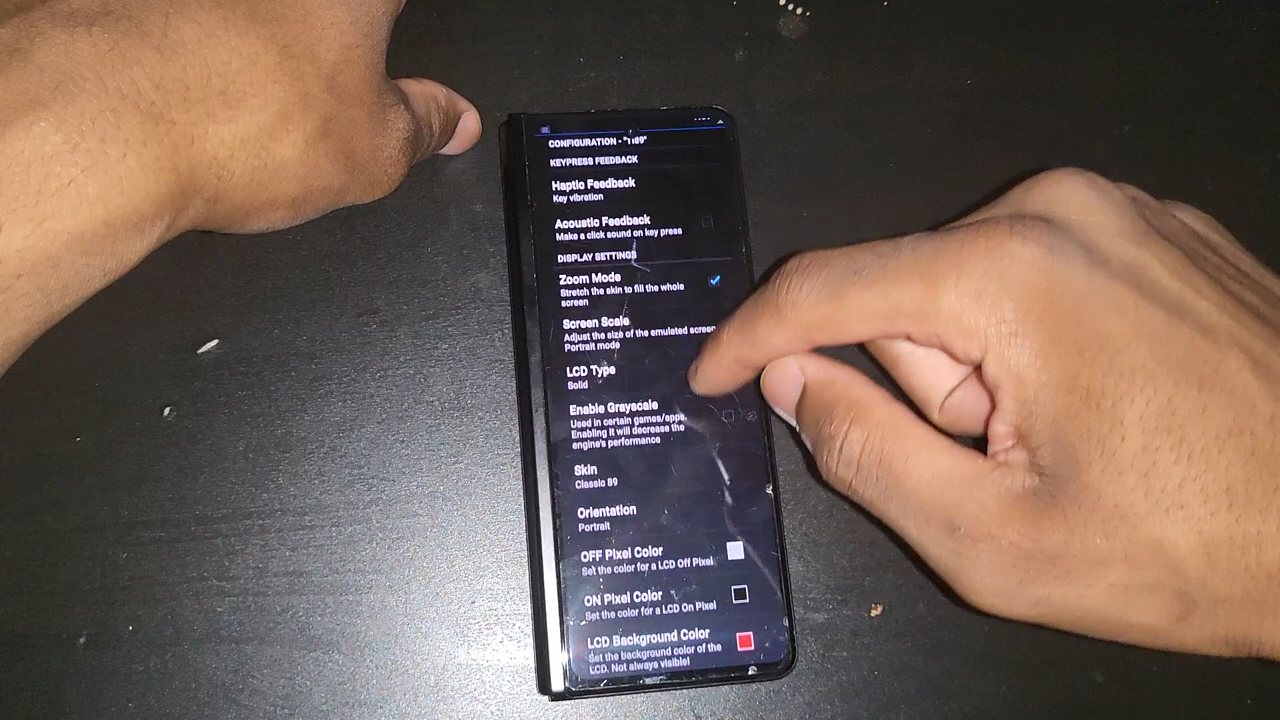 CONFIGURATION - "TI89"
KEYPRESS FEEDBACK
Haptic Feedback
Key vibration
Acoustic Feedback
Make a click sound on key press
DISPLAY SETTINGS
Zoom Mode
Stretch the skin to fill the whole
screen
Screen Scale
Adjust the size of the emulated screen
Portrait mode
LCD Type
Solid
Enable Grayscale
Used in certain games/apps.
Enabling it will decrease the
engine's performance
Skin
Classic 89
Orientation
Portrait
OFF Pixel Color
Set the color for a LCD Off Pixel
ON Pixel Color
Set the color for a LCD On Pixel
LCD Background Color
Set the background color of the
LCD. Not always visible!